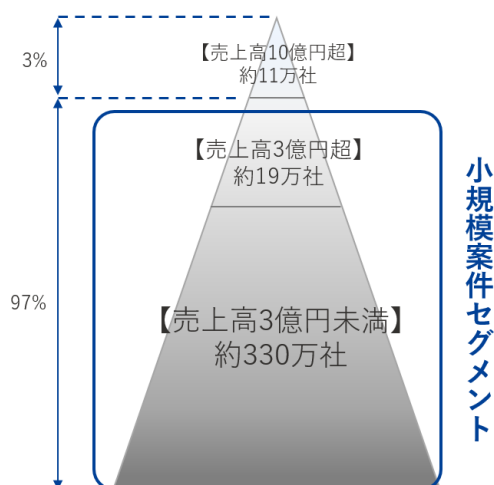 3%
【売上高10億円超】
約11万社
【売上高3億円超】
約19万社
97%
【売上高3億円未満】
約330万社
小規模案件セグメント